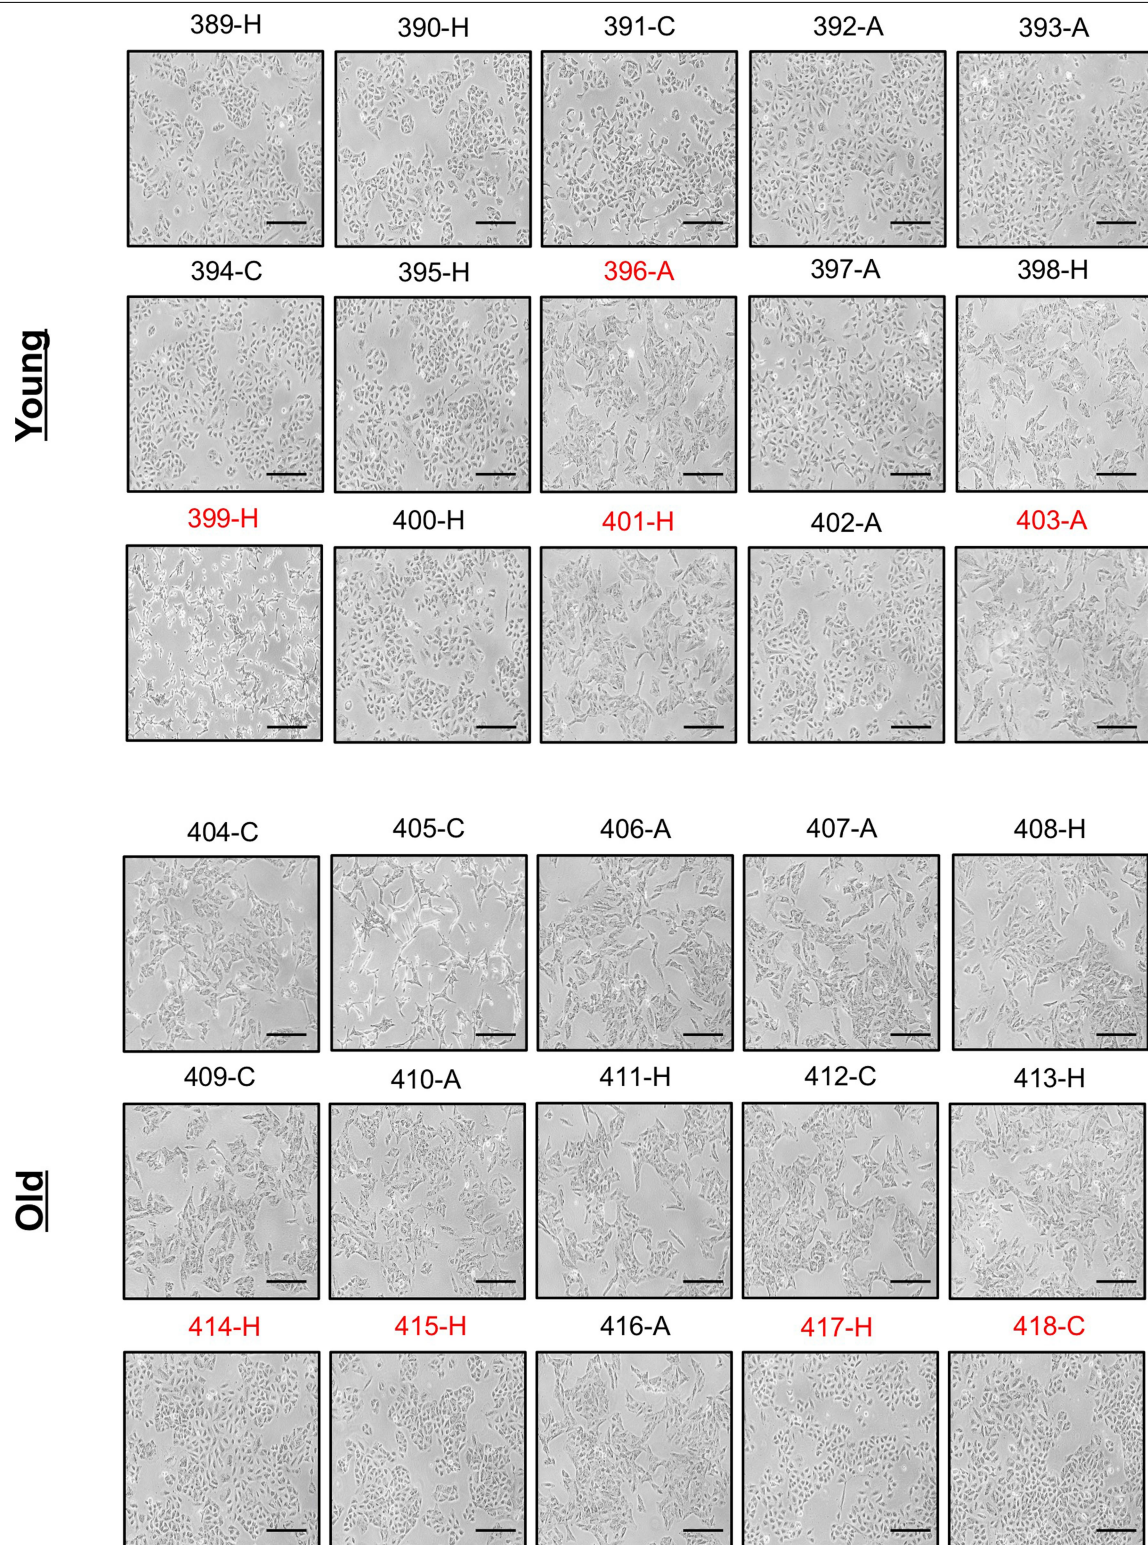 389-H 390-H 391-C 392-A 393-A
394-C 395-H 396-A 397-A 398-H
Young
399-H 400-H 401-H 402-A 403-A
404-C 405-C 406-A 407-A 408-H
409-C 410-A 411-H 412-C 413-H
Old
414-H 415-H 416-A 417-H 418-C